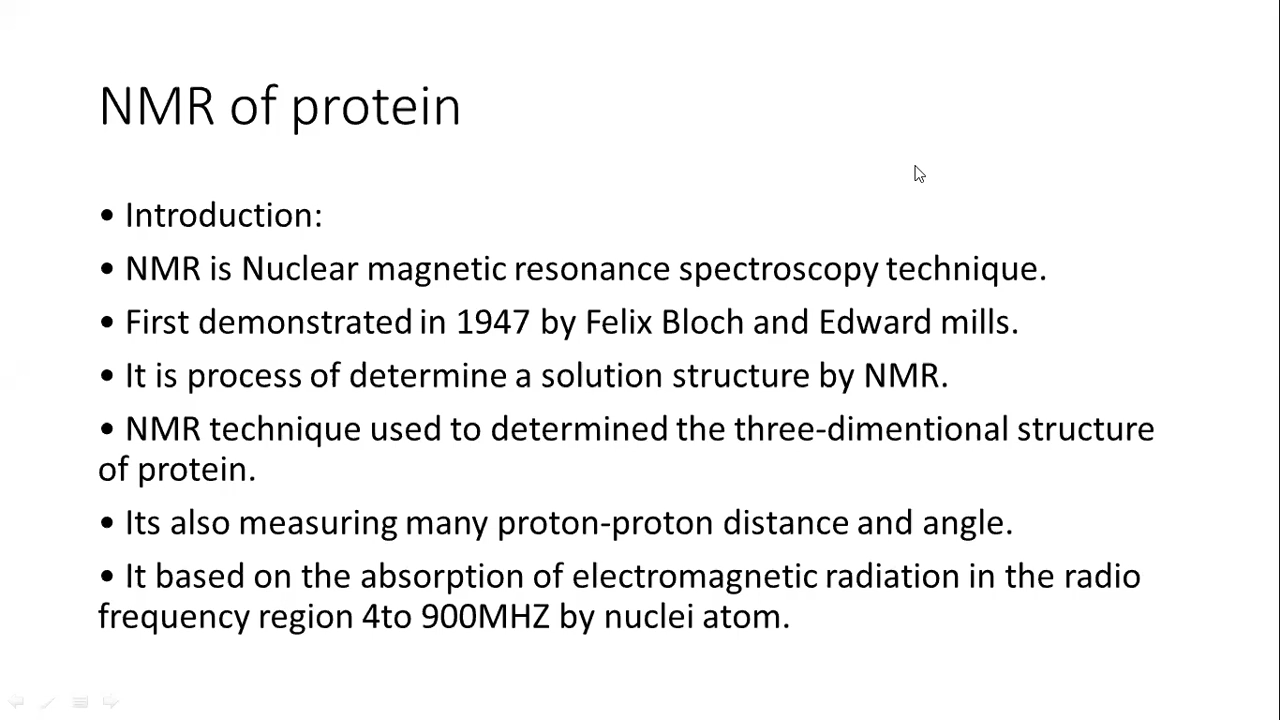 NMR of protein
• Introduction:
• NMR is Nuclear magnetic resonance spectroscopy technique.
• First demonstrated in 1947 by Felix Bloch and Edward mills.
• It is process of determine a solution structure by NMR.
• NMR technique used to determined the three-dimentional structure
of protein.
• Its also measuring many proton-proton distance and angle.
• It based on the absorption of electromagnetic radiation in the radio
frequency region 4to 900MHZ by nuclei atom.